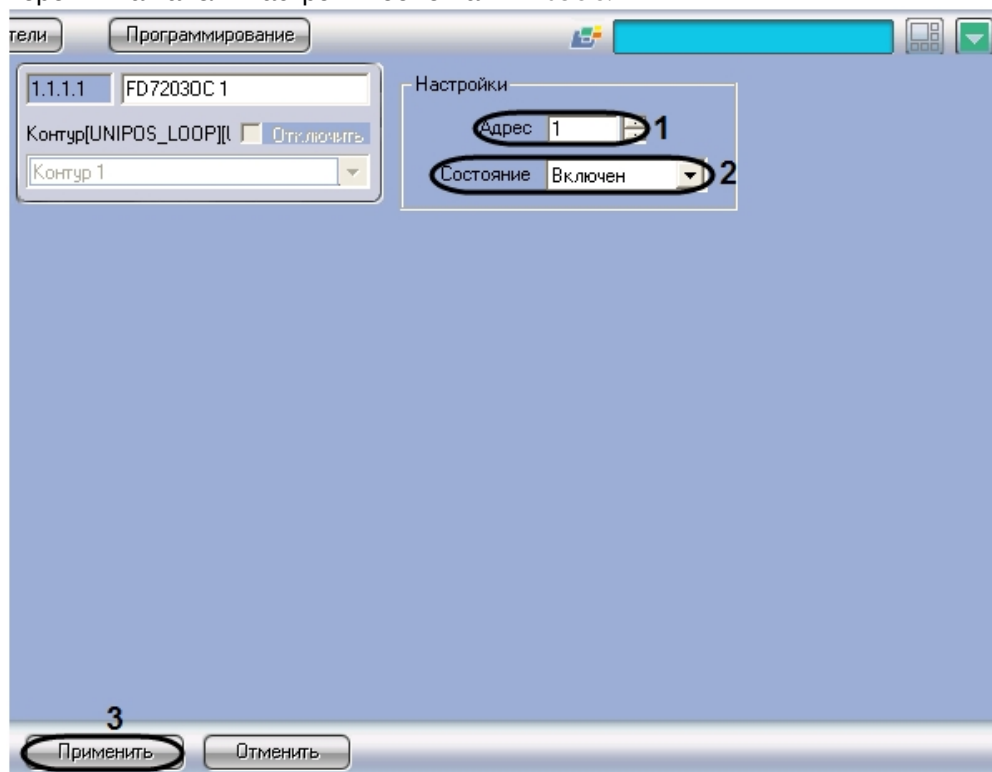 тели
Программирование
1.1.1.1
FD7203OC 1
Контур[UNIPOS_LOOP][(
Отключить
Контур 1
Настройки
Адрес
1
1
Состояние
Включен
2
3
Применить
Отменить